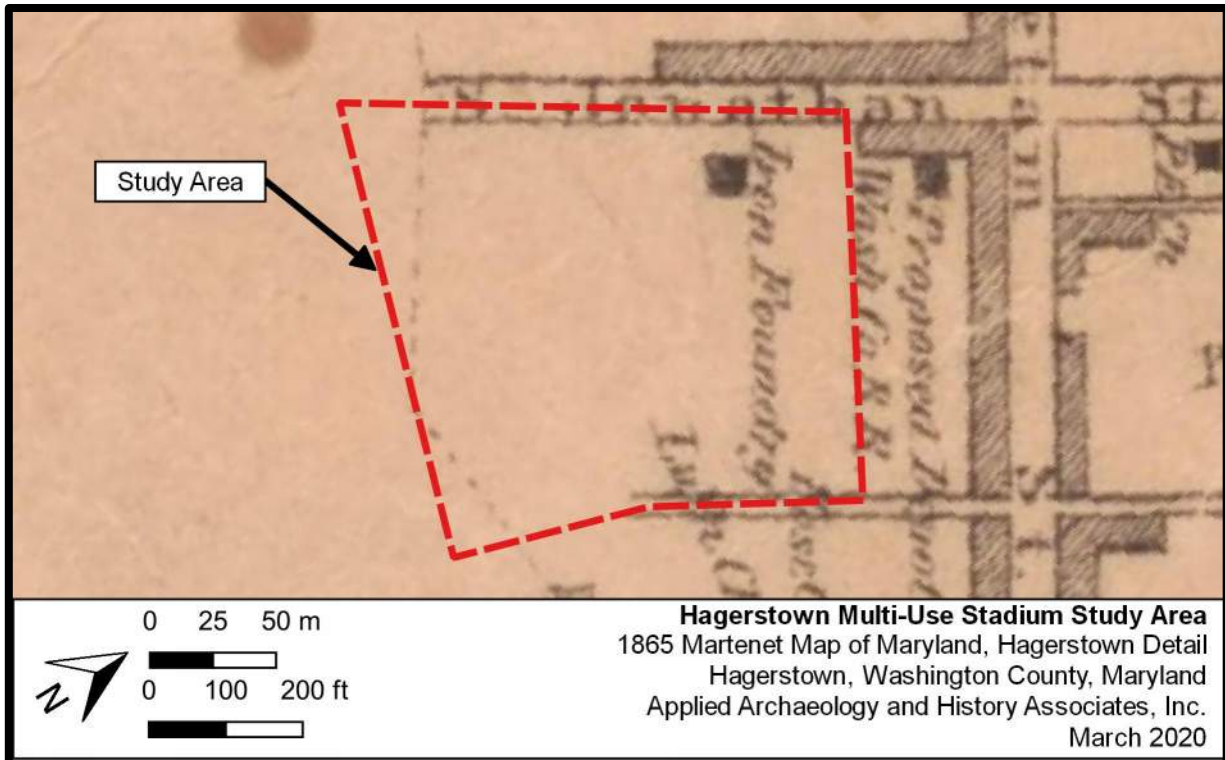 Study Area
Iron Foundry
Wash Co R R
Proposed
0 25 50 m
0 100 200 ft
N
Hagerstown Multi-Use Stadium Study Area
1865 Martenet Map of Maryland, Hagerstown Detail
Hagerstown, Washington County, Maryland
Applied Archaeology and History Associates, Inc.
March 2020